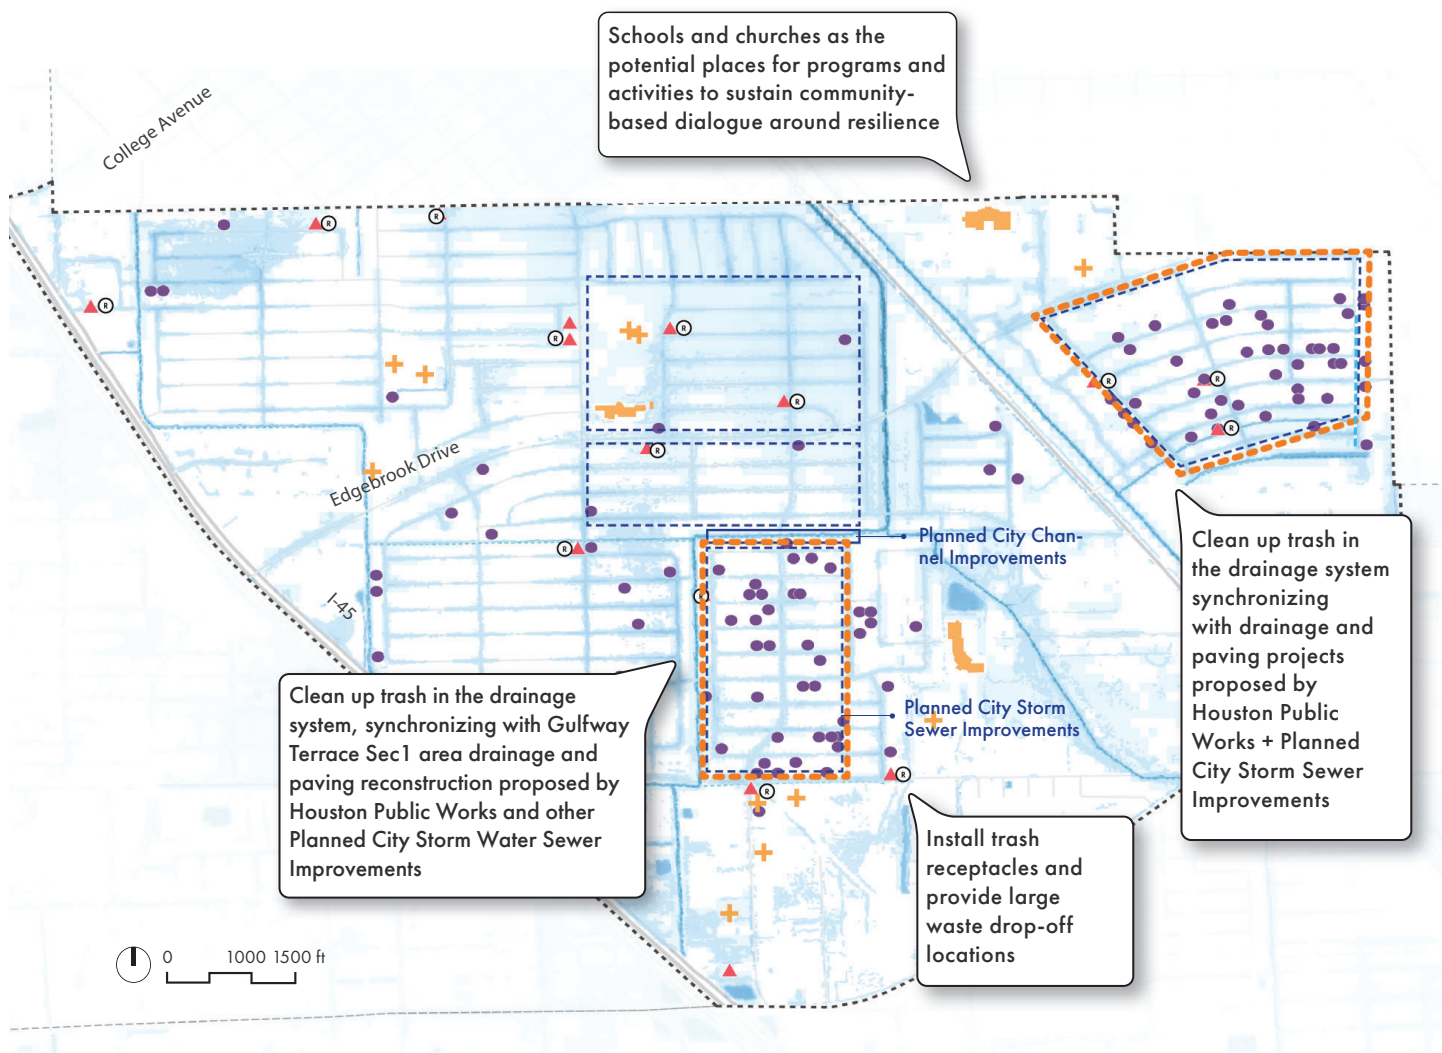 Schools and churches as the
potential places for programs and
activities to sustain community-
based dialogue around resilience
College Avenue
R
R
R
R
R
R
R
R
R
R
Edgebrook Drive
R
R
Planned City Chan-
nel Improvements
Clean up trash in
the drainage system
synchronizing
with drainage and
paving projects
proposed by
Houston Public
Works + Planned
City Storm Sewer
Improvements
I-45
R
Clean up trash in the drainage
system, synchronizing with Gulfway
Terrace Sec1 area drainage and
paving reconstruction proposed by
Houston Public Works and other
Planned City Storm Water Sewer
Improvements
Planned City Storm
Sewer Improvements
R
R
Install trash
receptacles and
provide large
waste drop-off
locations
0 1000 1500 ft